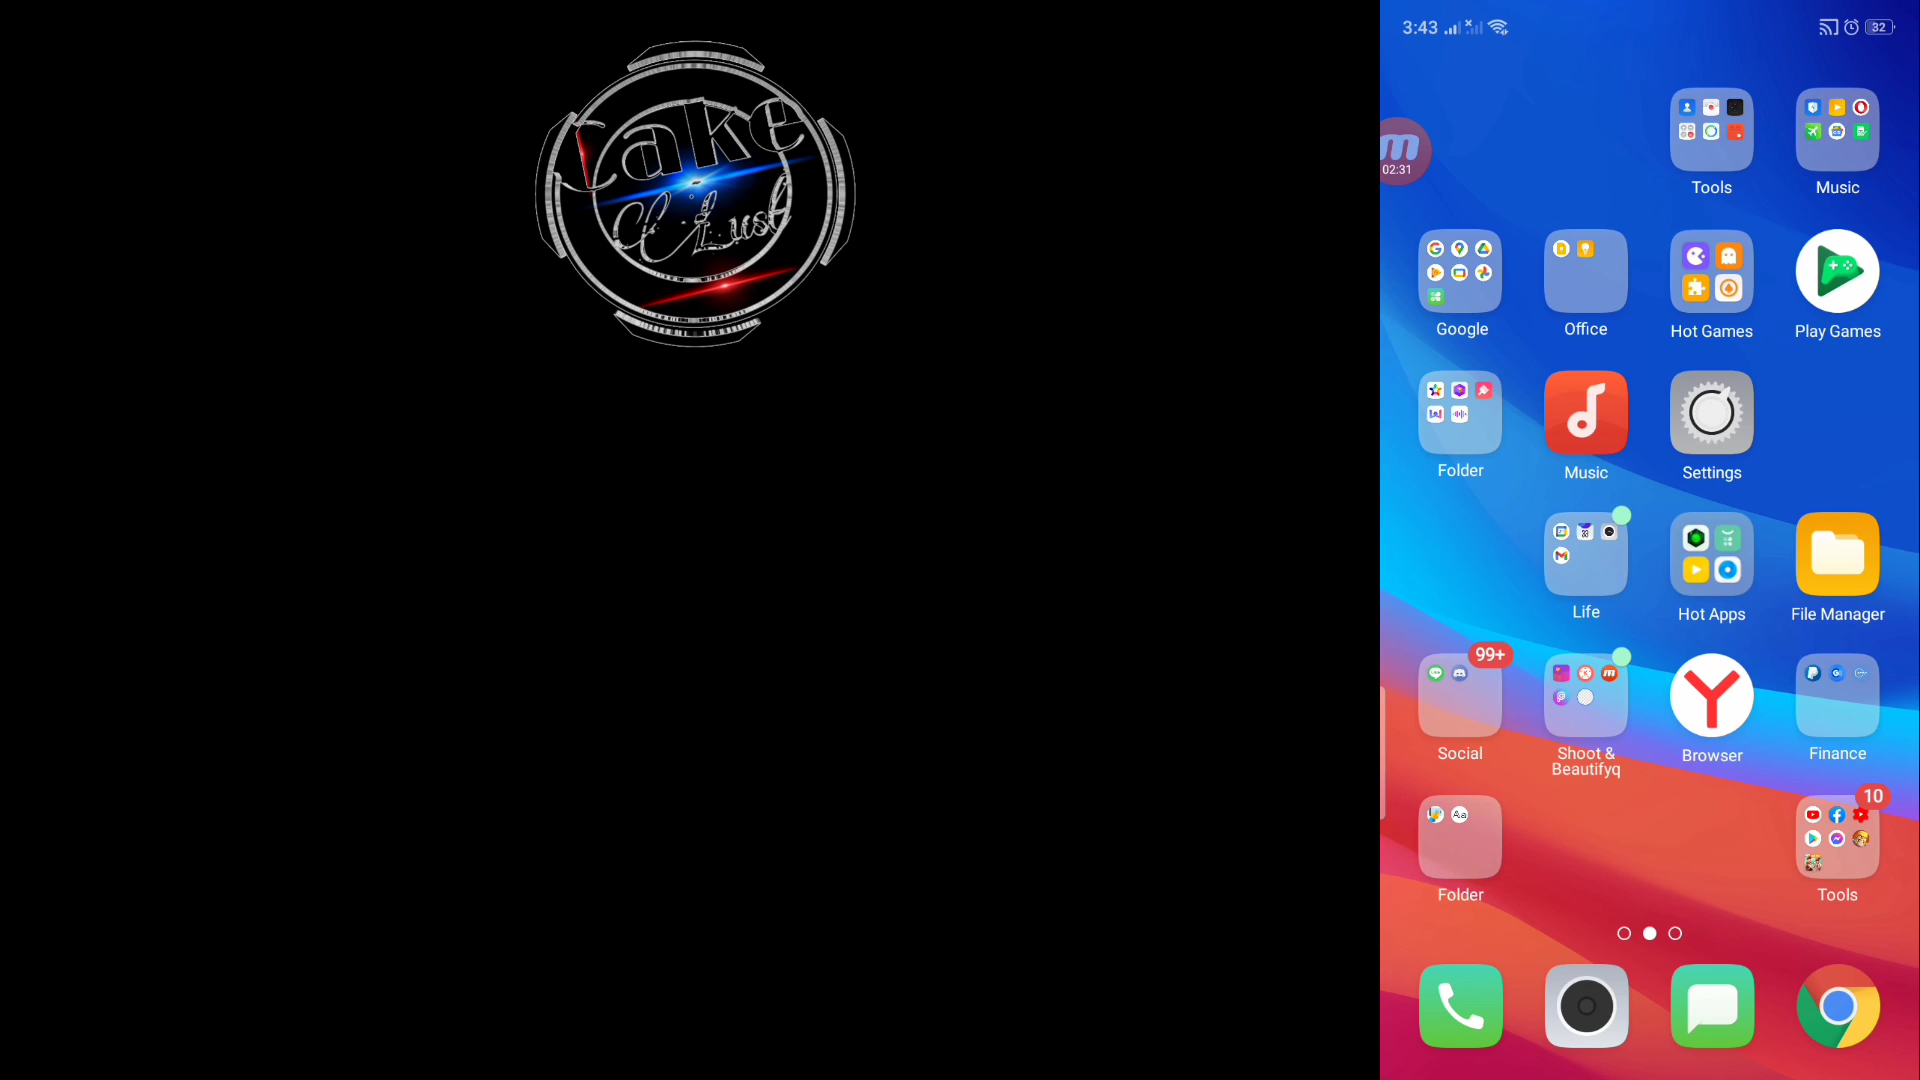 Cake
Lust
3:43
32
m
02:31
Tools
Music
Google
Office
Hot Games
Play Games
Folder
Music
Settings
Life
Hot Apps
File Manager
99+
Social
Shoot &
Beautifyq
Browser
Finance
10
Folder
Aa
Tools